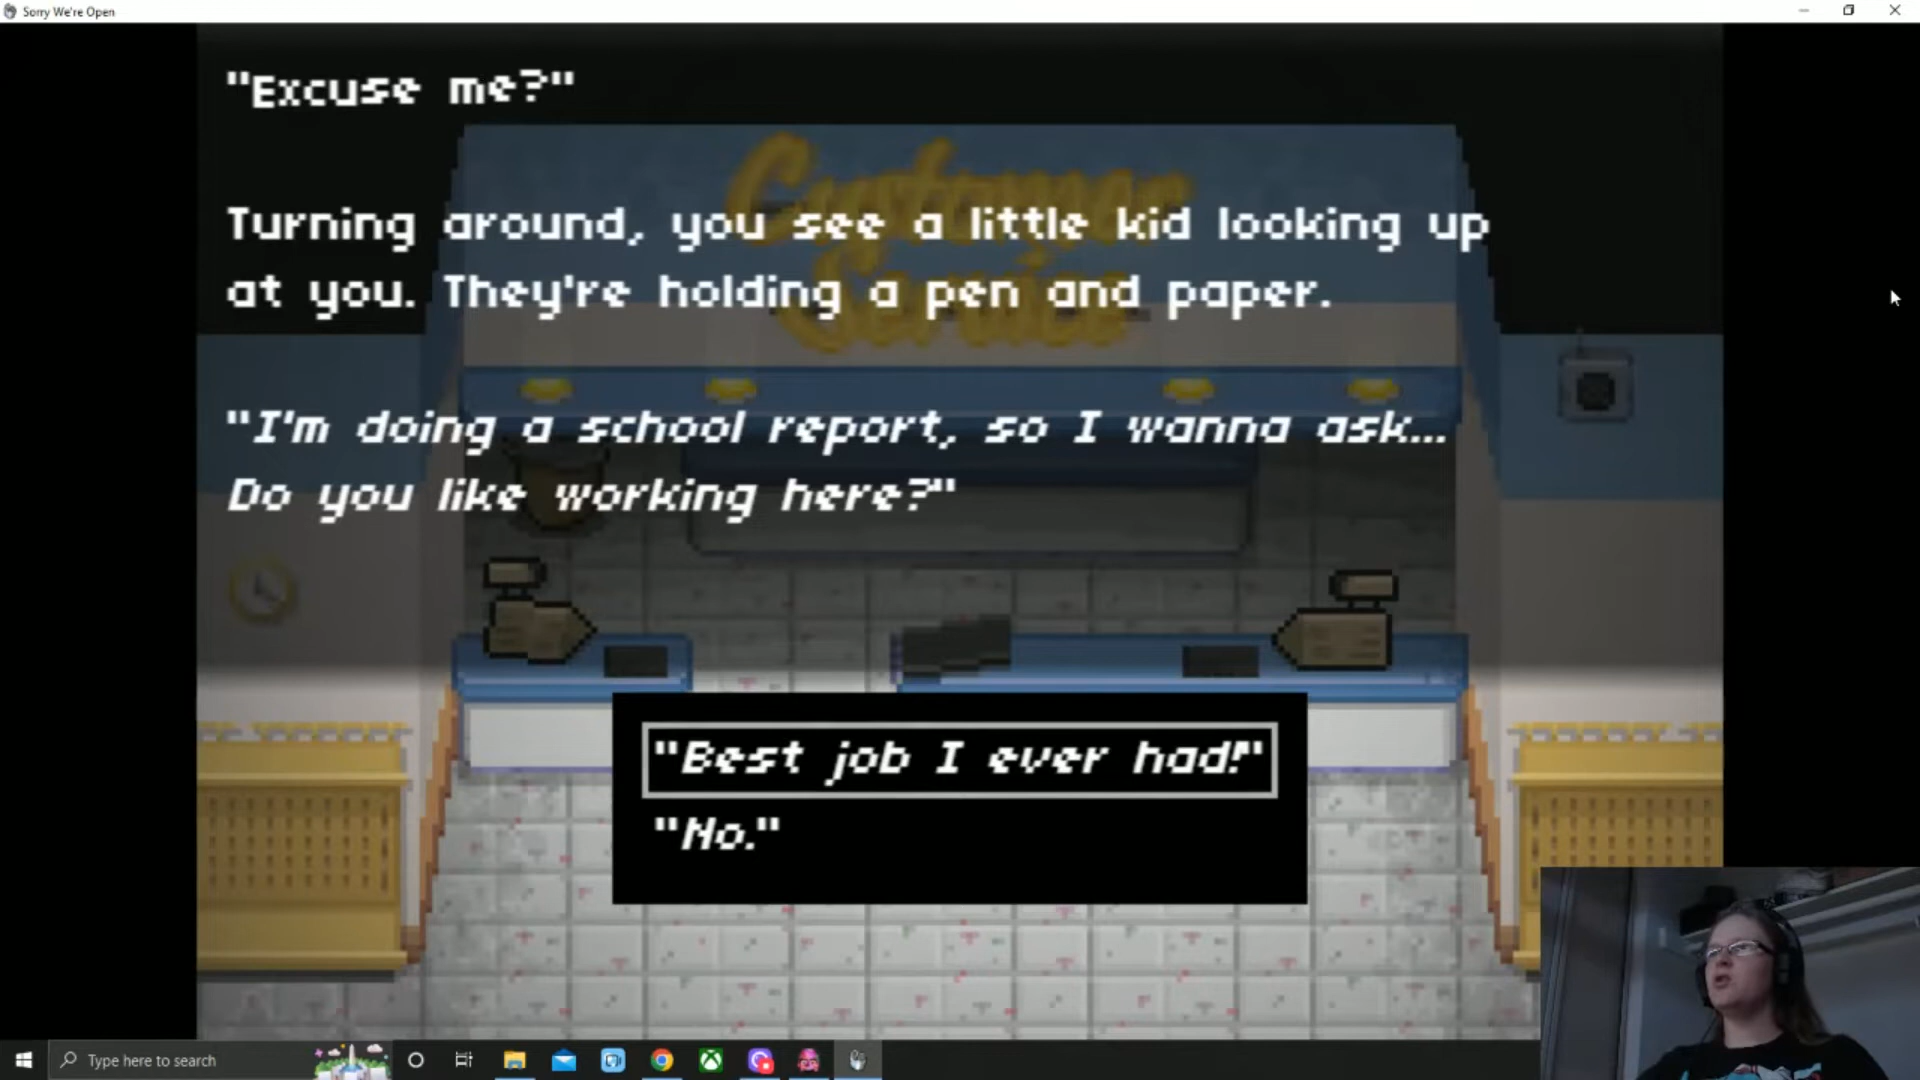 Sorry We're Open
"Excuse me?"
Customer
Service
Turning around, you see a little kid looking up
at you. They're holding a pen and paper.
"I'm doing a school report, so I wanna ask...
Do you like working here?"
"Best job I ever had!"
"No."
Type here to search